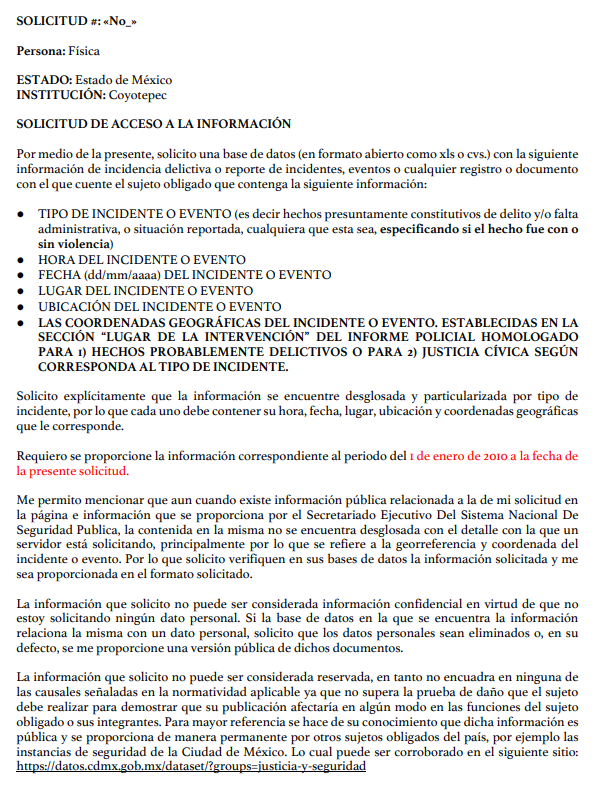 SOLICITUD #: «No_»
Persona: Física
ESTADO: Estado de México
INSTITUCIÓN: Coyotepec
SOLICITUD DE ACCESO A LA INFORMACIÓN
Por medio de la presente, solicito una base de datos (en formato abierto como xls o cvs.) con la siguiente
información de incidencia delictiva o reporte de incidentes, eventos o cualquier registro o documento
con el que cuente el sujeto obligado que contenga la siguiente información:
● TIPO DE INCIDENTE O EVENTO (es decir hechos presuntamente constitutivos de delito y/o falta
administrativa, o situación reportada, cualquiera que esta sea, especificando si el hecho fue con o
sin violencia)
● HORA DEL INCIDENTE O EVENTO
● FECHA (dd/mm/aaaa) DEL INCIDENTE O EVENTO
● LUGAR DEL INCIDENTE O EVENTO
● UBICACIÓN DEL INCIDENTE O EVENTO
● LAS COORDENADAS GEOGRÁFICAS DEL INCIDENTE O EVENTO. ESTABLECIDAS EN LA
SECCIÓN “LUGAR DE LA INTERVENCIÓN” DEL INFORME POLICIAL HOMOLOGADO
PARA 1) HECHOS PROBABLEMENTE DELICTIVOS O PARA 2) JUSTICIA CÍVICA SEGÚN
CORRESPONDA AL TIPO DE INCIDENTE.
Solicito explícitamente que la información se encuentre desglosada y particularizada por tipo de
incidente, por lo que cada uno debe contener su hora, fecha, lugar, ubicación y coordenadas geográficas
que le corresponde.
Requiero se proporcione la información correspondiente al periodo del 1 de enero de 2010 a la fecha de
la presente solicitud.
Me permito mencionar que aun cuando existe información pública relacionada a la de mi solicitud en
la página e información que se proporciona por el Secretariado Ejecutivo Del Sistema Nacional De
Seguridad Publica, la contenida en la misma no se encuentra desglosada con el detalle con la que un
servidor está solicitando, principalmente por lo que se refiere a la georreferencia y coordenada del
incidente o evento. Por lo que solicito verifiquen en sus bases de datos la información solicitada y me
sea proporcionada en el formato solicitado.
La información que solicito no puede ser considerada información confidencial en virtud de que no
estoy solicitando ningún dato personal. Si la base de datos en la que se encuentra la información
relaciona la misma con un dato personal, solicito que los datos personales sean eliminados o, en su
defecto, se me proporcione una versión pública de dichos documentos.
La información que solicito no puede ser considerada reservada, en tanto no encuadra en ninguna de
las causales señaladas en la normatividad aplicable ya que no supera la prueba de daño que el sujeto
debe realizar para demostrar que su publicación afectaría en algún modo en las funciones del sujeto
obligado o sus integrantes. Para mayor referencia se hace de su conocimiento que dicha información es
pública y se proporciona de manera permanente por otros sujetos obligados del país, por ejemplo las
instancias de seguridad de la Ciudad de México. Lo cual puede ser corroborado en el siguiente sitio:
https://datos.cdmx.gob.mx/dataset/?groups=justicia-y-seguridad